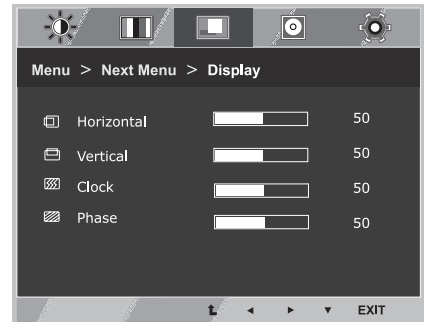 Menu > Next Menu > Display
Horizontal 50
Vertical 50
Clock 50
Phase 50
EXIT